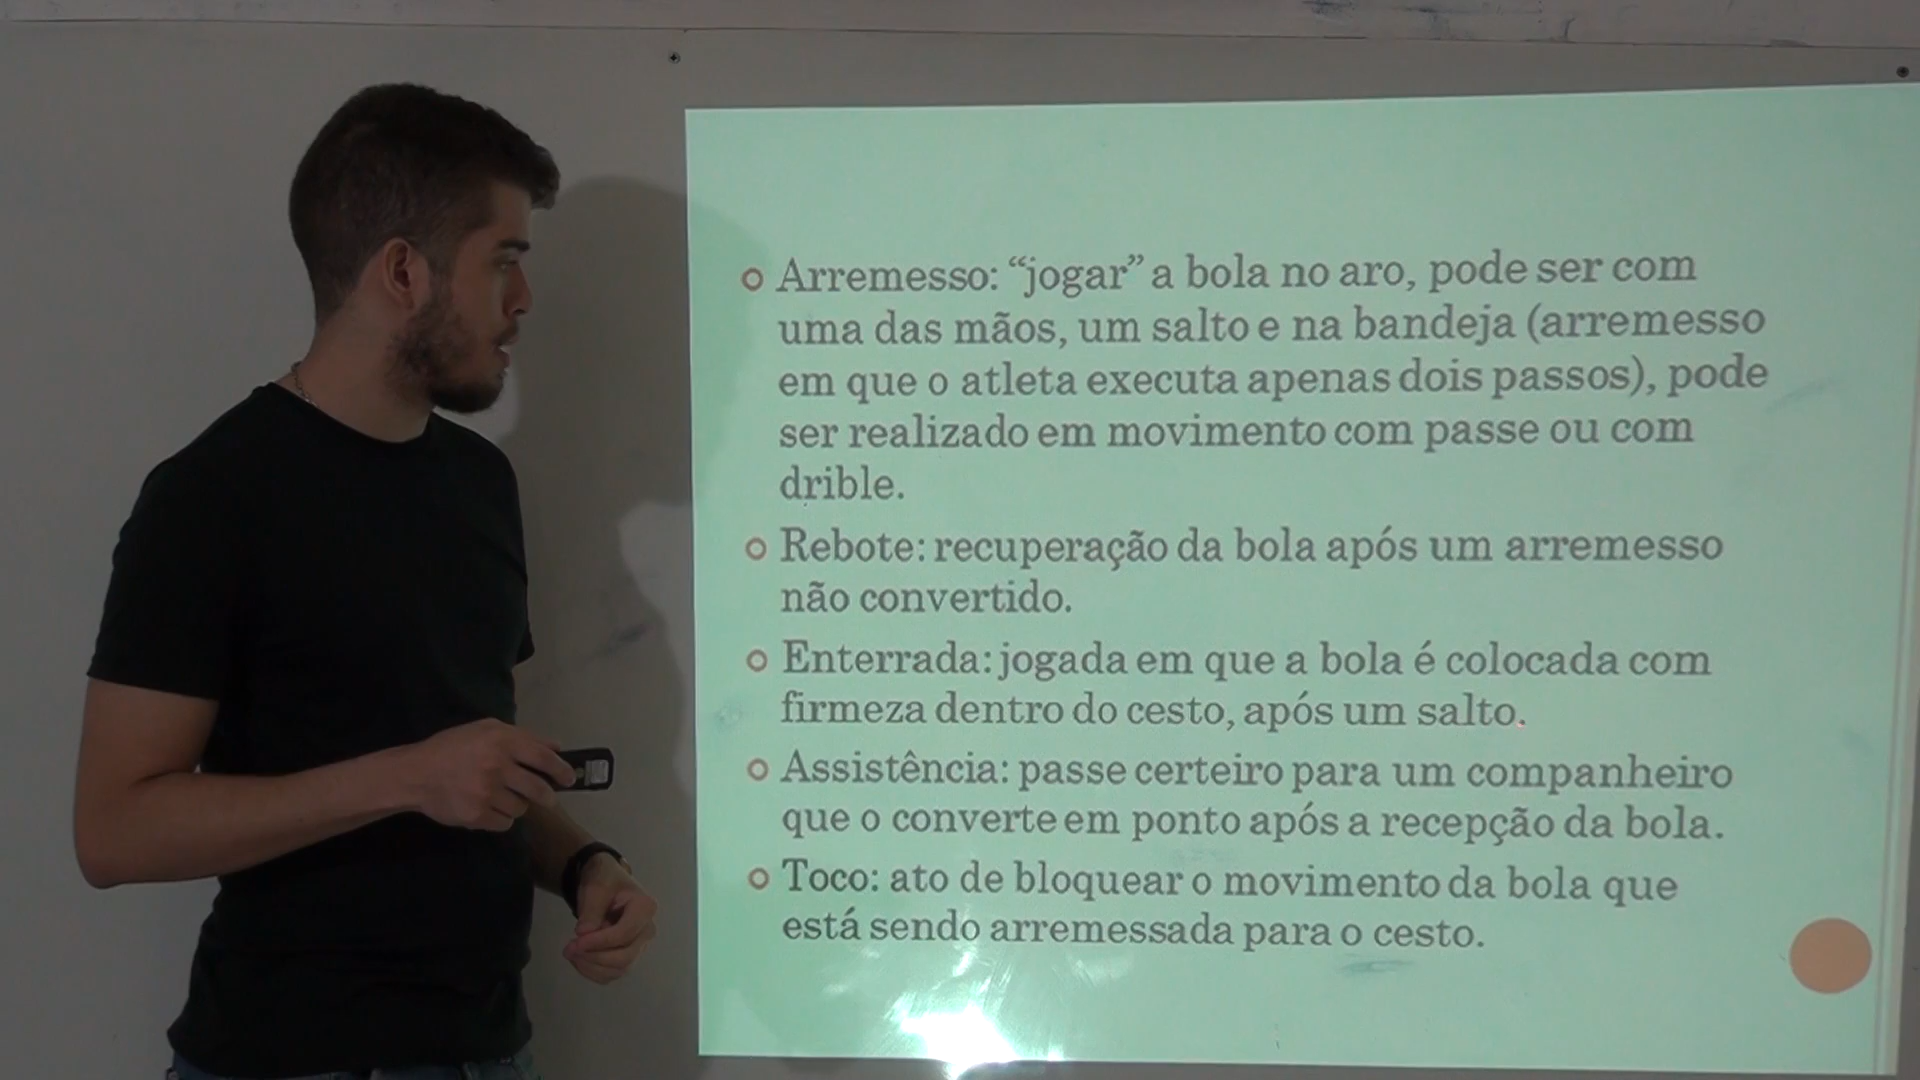 Arremesso: “jogar” a bola no aro, pode ser com
uma das mãos, um salto e na bandeja (arremesso
em que o atleta executa apenas dois passos), pode
ser realizado em movimento com passe ou com
drible.
Rebote: recuperação da bola após um arremesso
não convertido.
Enterrada: jogada em que a bola é colocada com
firmeza dentro do cesto, após um salto.
Assistência: passe certeiro para um companheiro
que o converte em ponto após a recepção da bola.
Toco: ato de bloquear o movimento da bola que
está sendo arremessada para o cesto.